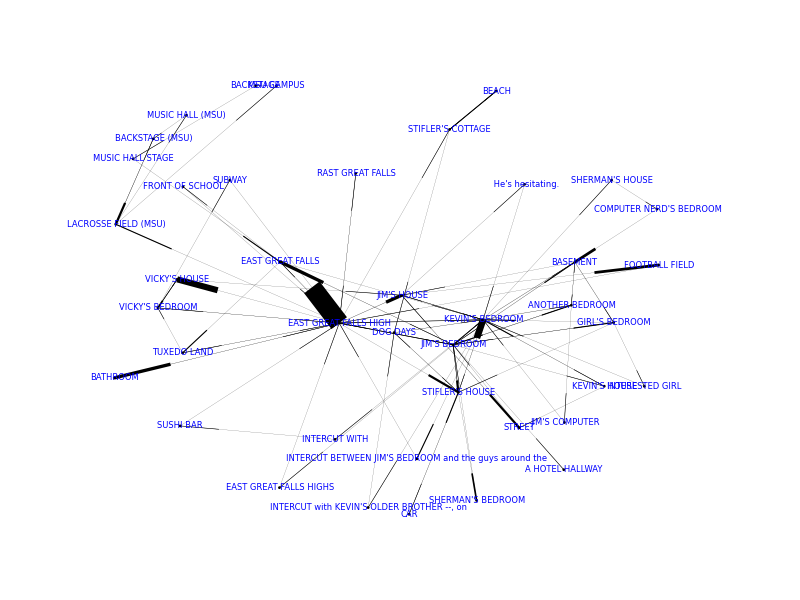 BEACH
MUSIC HALL (MSU)
STIFLER'S COTTAGE
BACKSTAGE (MSU)
MUSIC HALL STAGE
RAST GREAT FALLS
SUBWAY
FRONT OF SCHOOL
He's hesitating.
SHERMAN'S HOUSE
COMPUTER NERD'S BEDROOM
LACROSSE FIELD (MSU)
EAST GREAT FALLS
BASEMENT
FOOTBALL FIELD
VICKY'S HOUSE
JIM'S HOUSE
VICKY'S BEDROOM
ANOTHER BEDROOM
EAST GREAT FALLS HIGH
KEVIN'S BEDROOM
GIRL'S BEDROOM
DOG DAYS
JIM'S BEDROOM
TUXEDO LAND
BATHROOM
STIFLER'S HOUSE
KEVIN'S HOUSE
INTERESTED GIRL
SUSHI BAR
STREET
JIM'S COMPUTER
INTERCUT WITH
INTERCUT BETWEEN JIM'S BEDROOM and the guys around the
A HOTEL HALLWAY
EAST GREAT FALLS HIGHS
SHERMAN'S BEDROOM
INTERCUT with KEVIN'S OLDER BROTHER --, on
CAR